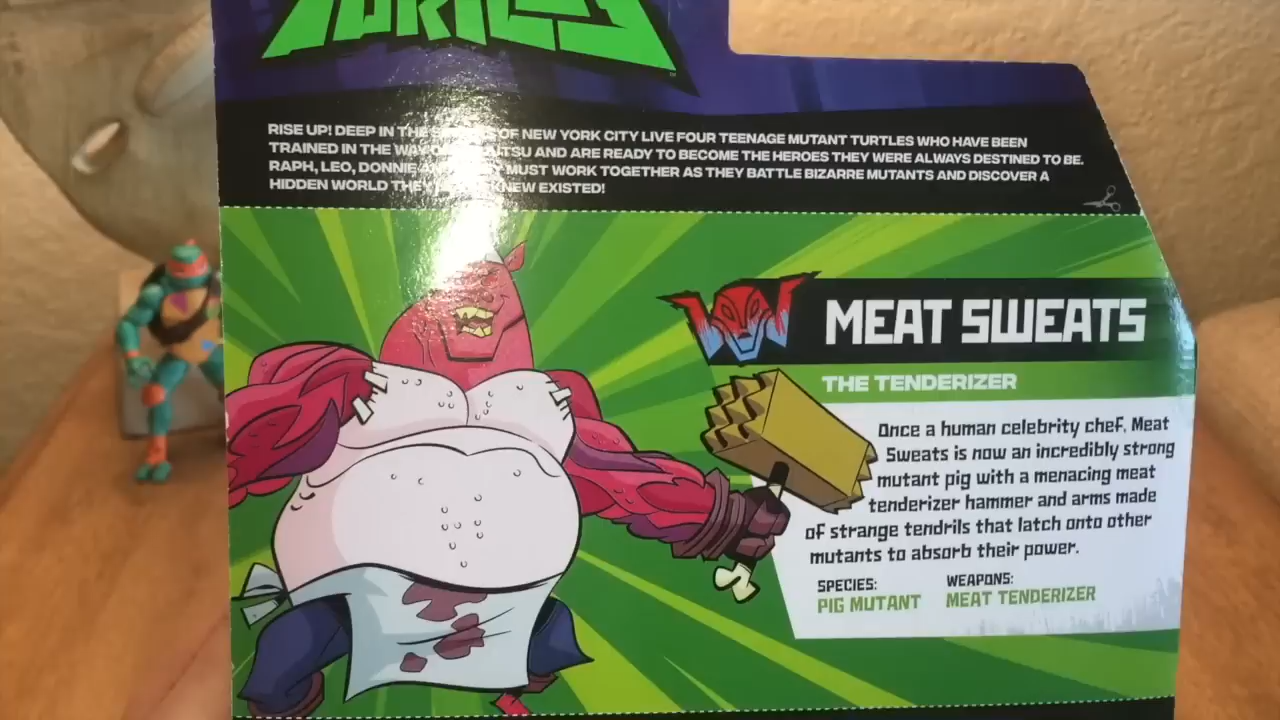 TURTLES
RISE UP! DEEP IN THE OF NEW YORK CITY LIVE FOUR TEENAGE MUTANT TURTLES WHO HAVE BEEN
TRAINED IN THE WAY AND ARE READY TO BECOME THE HEROES THEY WERE ALWAYS DESTINED TO BE.
RAPH, LEO, DONNIE MUST WORK TOGETHER AS THEY BATTLE BIZARRE MUTANTS AND DISCOVER A
HIDDEN WORLD THEY EXISTED!
MEAT SWEATS
THE TENDERIZER
Once a human celebrity chef, Meat
Sweats is now an incredibly strong
mutant pig with a menacing meat
tenderizer hammer and arms made
of strange tendrils that latch onto other
mutants to absorb their power.
SPECIES:
PIG MUTANT
WEAPONS:
MEAT TENDERIZER